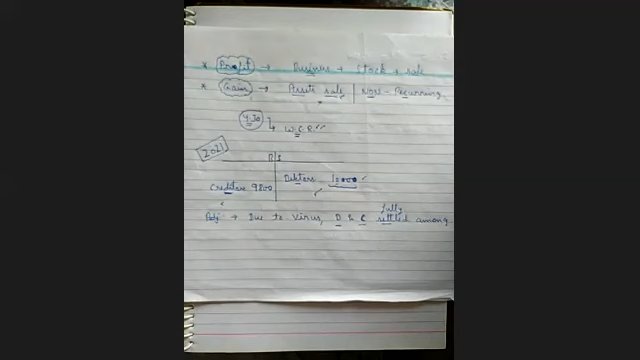 * Profit → Business + Stock + sale
* Gain → Assets sale | Non-Recurring
Y.30 → W.E.R.
2021
B/S
Creditors 9800 Debtors 10000
fully
Adj → Due to Virus, D & C settled among